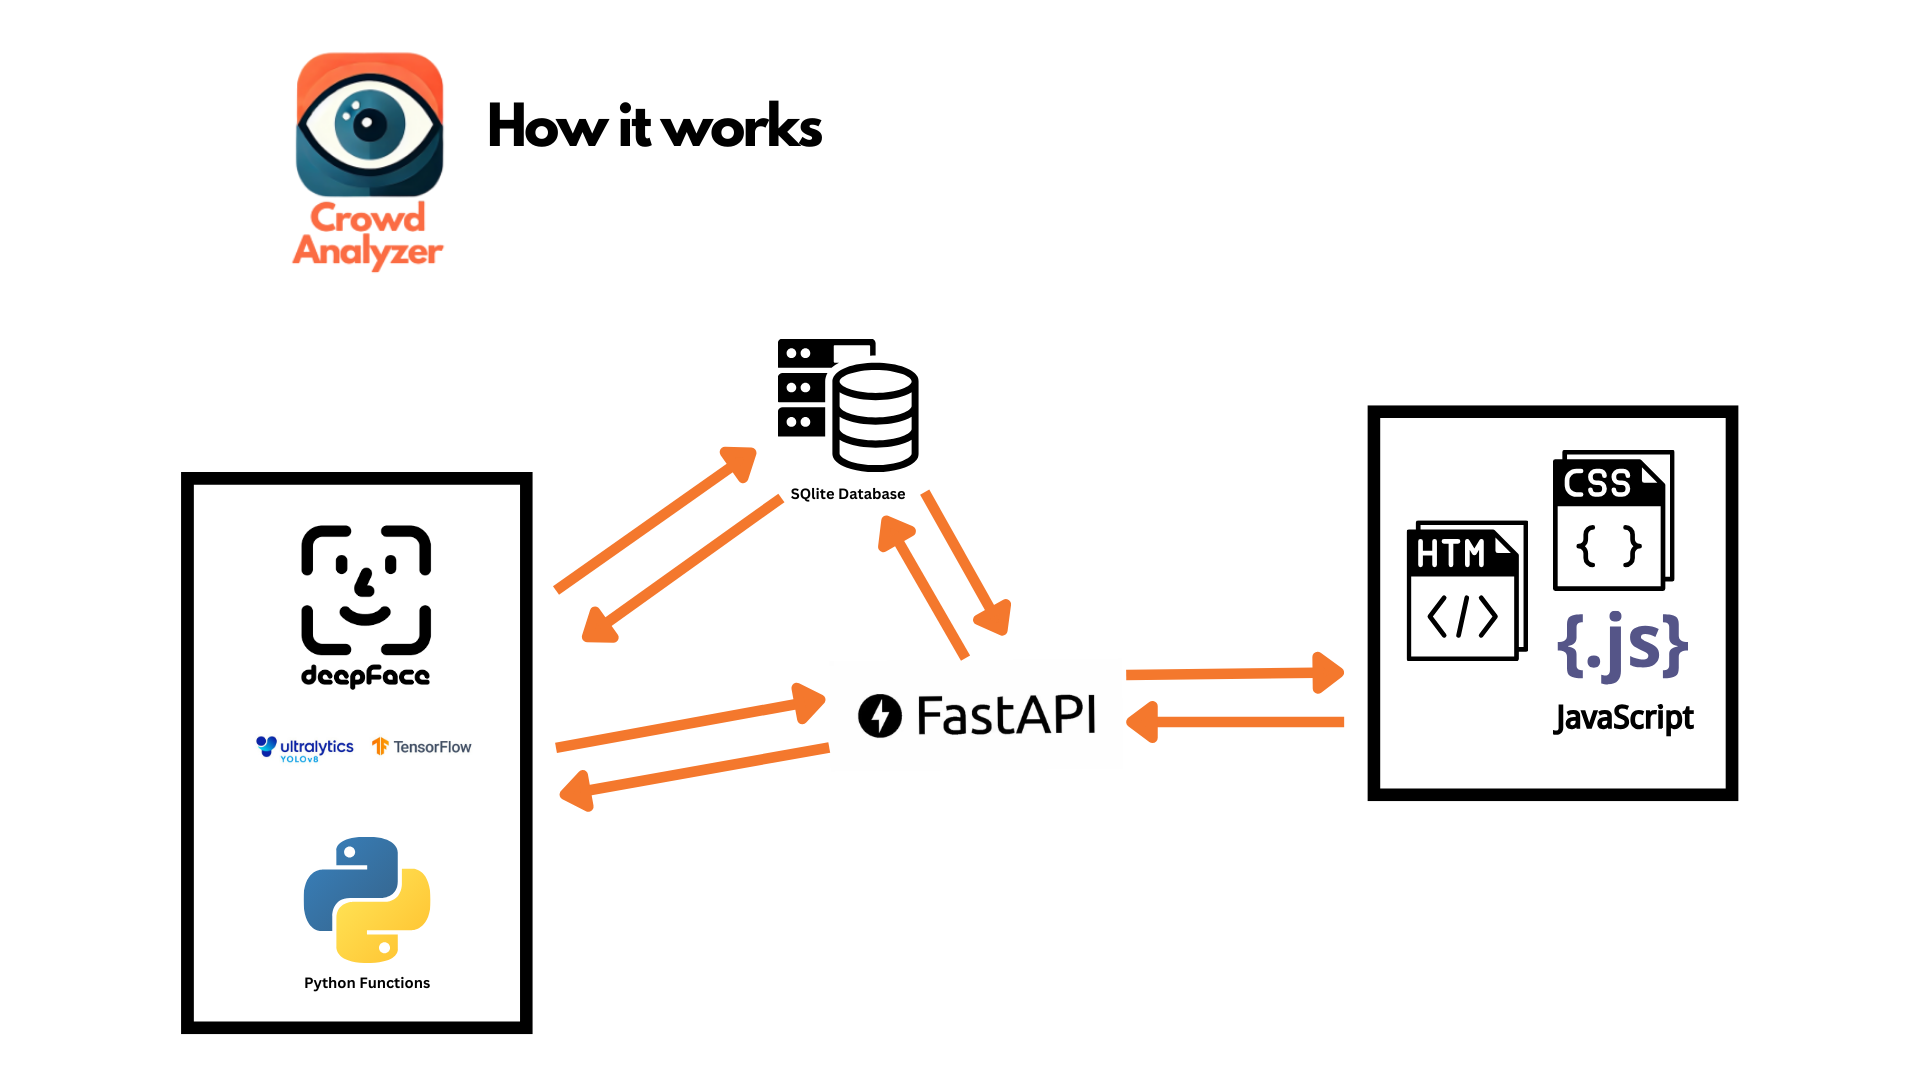 How it works
Crowd
Analyzer
SQlite Database
CSS
{ }
HTM
</>
{.js}
JavaScript
deepFace
FastAPI
ultralytics
YOLOv8
TensorFlow
Python Functions